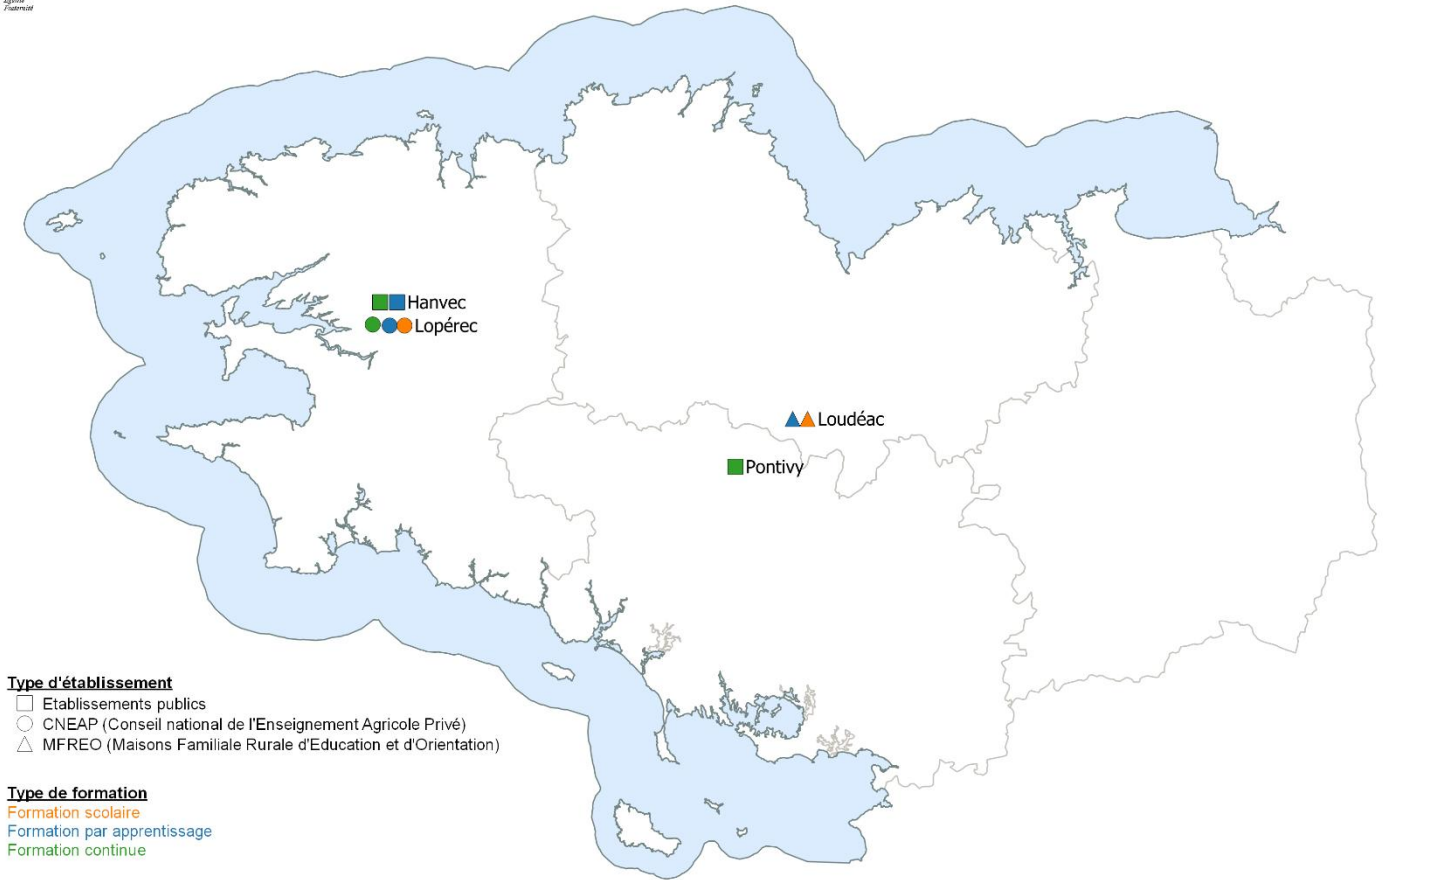 Fraternité
Hanvec
Lopérec
Loudéac
Pontivy
Type d'établissement
Etablissements publics
CNEAP (Conseil national de l'Enseignement Agricole Privé)
MFREO (Maisons Familiale Rurale d'Education et d'Orientation)
Type de formation
Formation scolaire
Formation par apprentissage
Formation continue